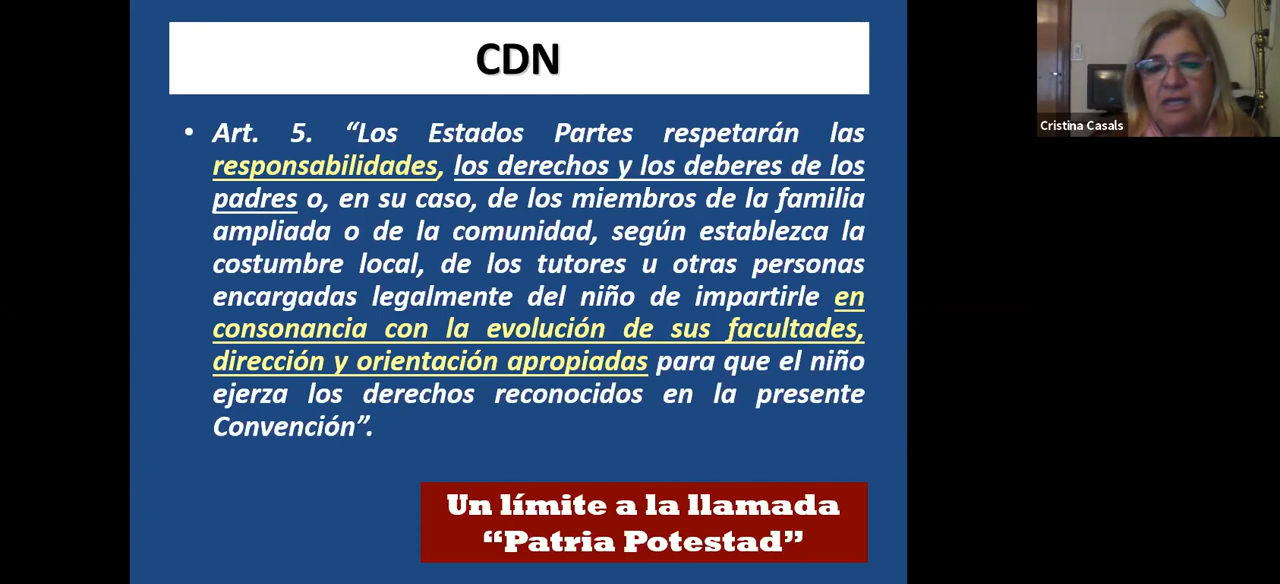 CDN
• Art. 5. “Los Estados Partes respetarán las
responsabilidades, los derechos y los deberes de los
padres o, en su caso, de los miembros de la familia
ampliada o de la comunidad, según establezca la
costumbre local, de los tutores u otras personas
encargadas legalmente del niño de impartirle en
consonancia con la evolución de sus facultades,
dirección y orientación apropiadas para que el niño
ejerza los derechos reconocidos en la presente
Convención”.
Un límite a la llamada
“Patria Potestad”
Cristina Casals